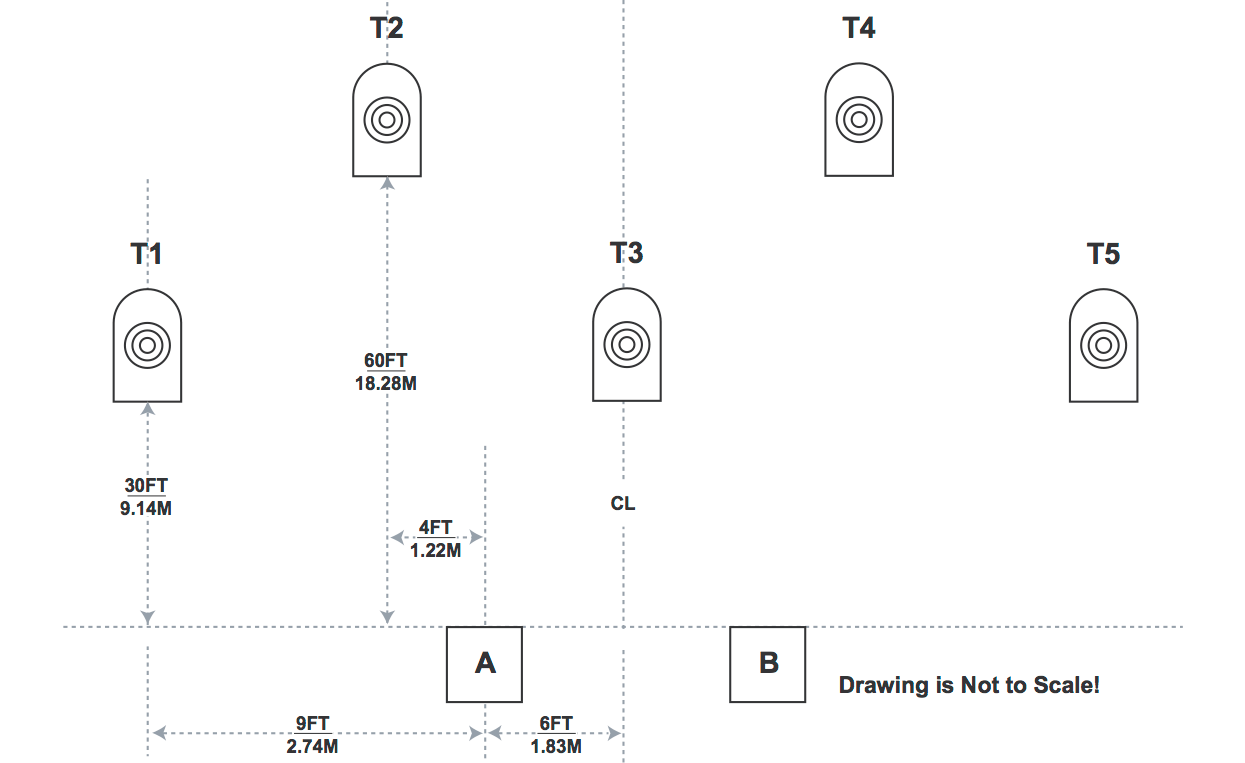 T2
T4
T1
T3
T5
60FT
18.28M
30FT
9.14M
CL
4FT
1.22M
A
B
Drawing is Not to Scale!
9FT
2.74M
6FT
1.83M